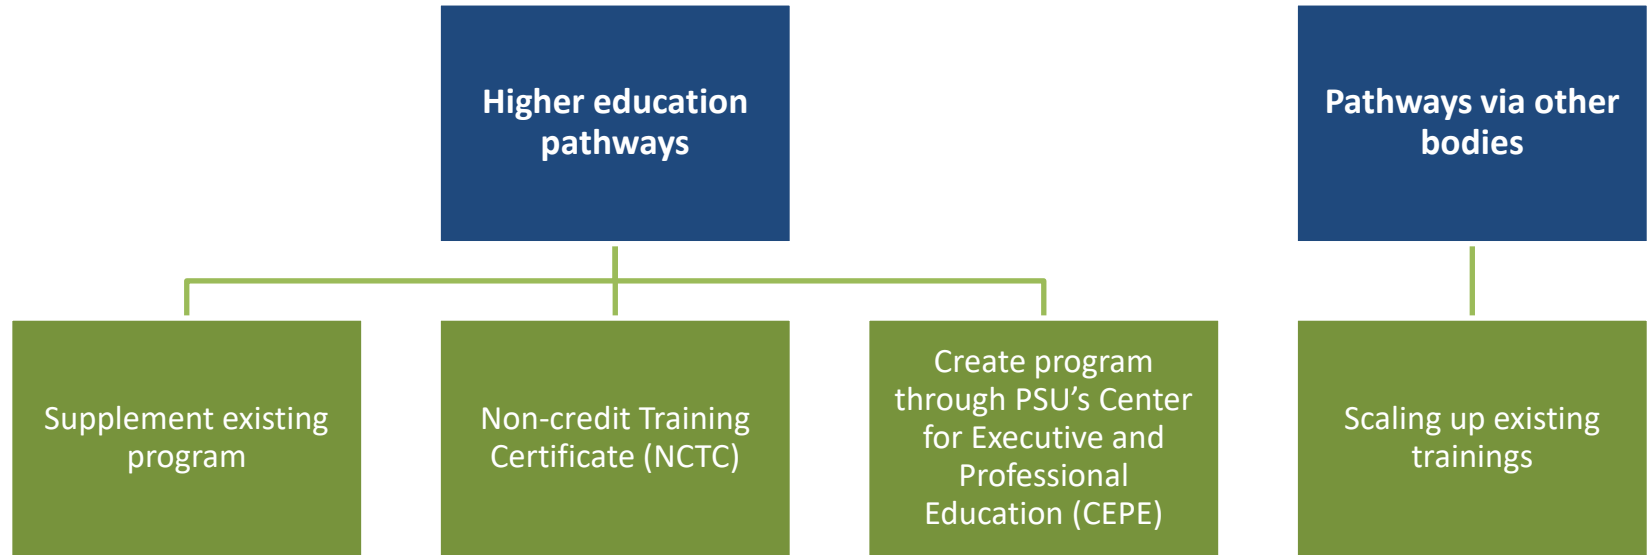 Higher education
pathways
Pathways via other
bodies
Supplement existing
program
Non-credit Training
Certificate (NCTC)
Create program
through PSU’s Center
for Executive and
Professional
Education (CEPE)
Scaling up existing
trainings